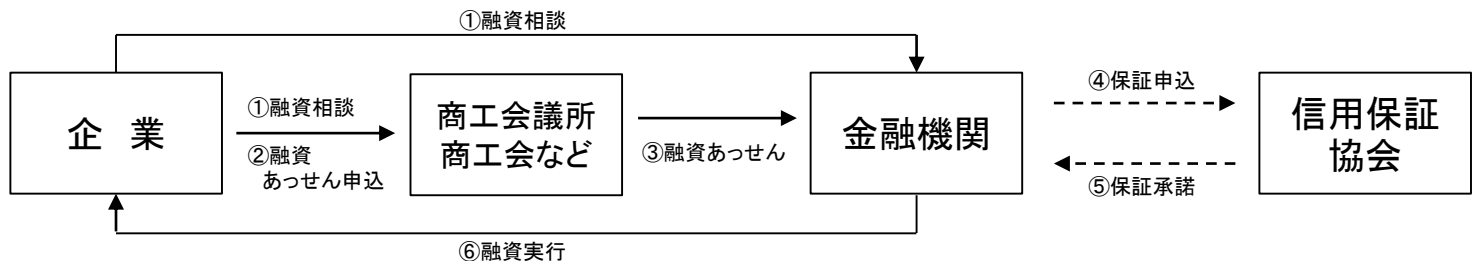 ①融資相談
企　業
①融資相談
②融資
あっせん申込
商工会議所
商工会など
③融資あっせん
金融機関
④保証申込
⑤保証承諾
信用保証
協会
⑥融資実行